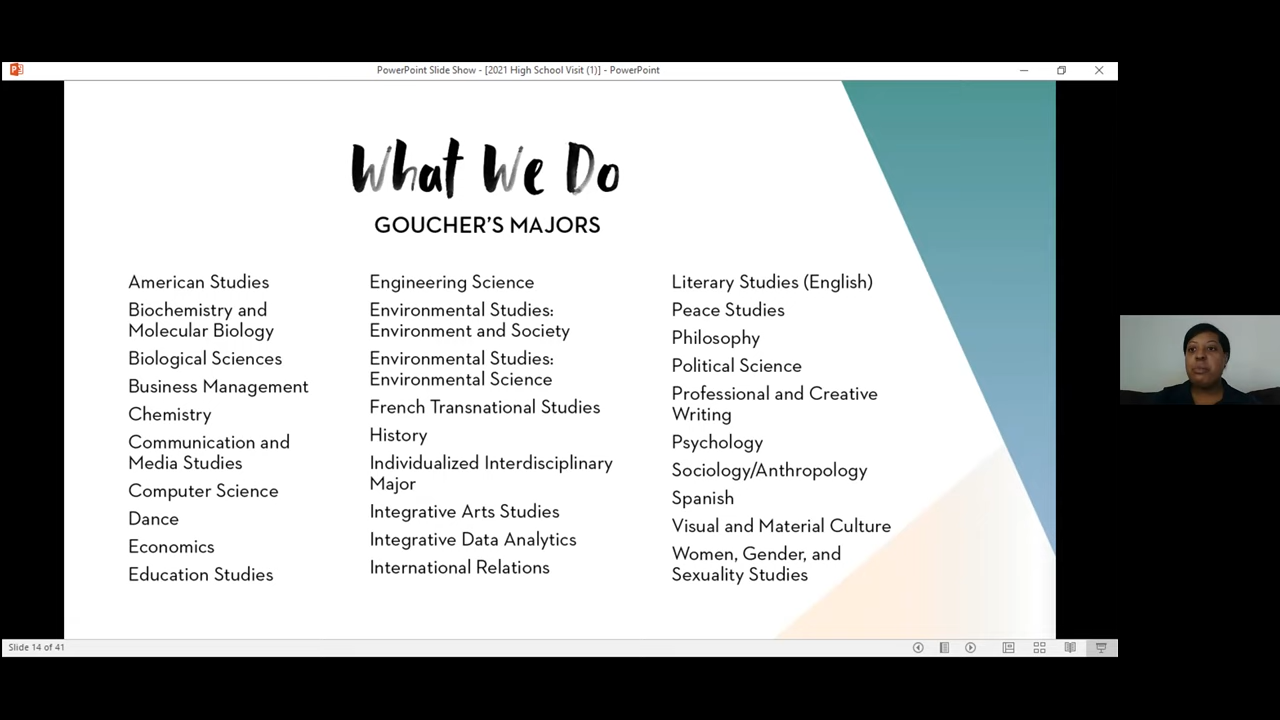 PowerPoint Slide Show - [2021 High School Visit (1)] - PowerPoint
What We Do
GOUCHER'S MAJORS
American Studies
Biochemistry and
Molecular Biology
Biological Sciences
Business Management
Chemistry
Communication and
Media Studies
Computer Science
Dance
Economics
Education Studies
Engineering Science
Environmental Studies:
Environment and Society
Environmental Studies:
Environmental Science
French Transnational Studies
History
Individualized Interdisciplinary
Major
Integrative Arts Studies
Integrative Data Analytics
International Relations
Literary Studies (English)
Peace Studies
Philosophy
Political Science
Professional and Creative
Writing
Psychology
Sociology/Anthropology
Spanish
Visual and Material Culture
Women, Gender, and
Sexuality Studies
Slide 14 of 41